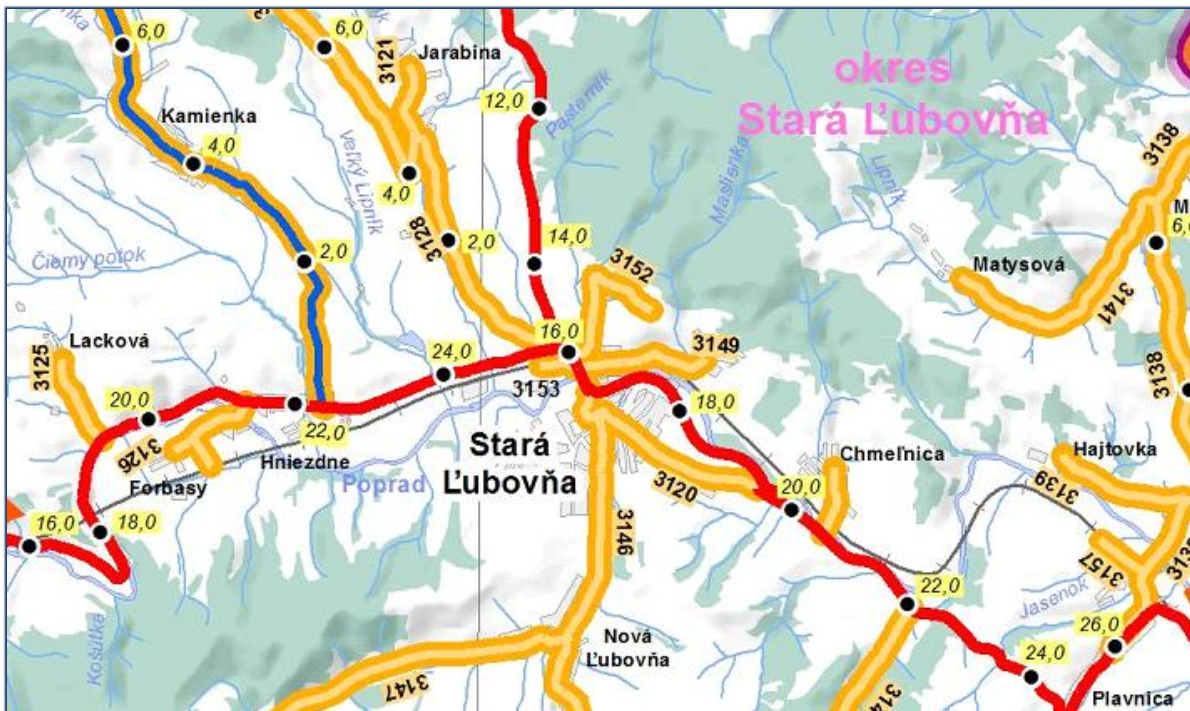 6,0
6,0
3121
Jarabina
okres
Stará Ľubovňa
12,0
Pasterník
Kamienka
4,0
Veľký Lipník
4,0
Maslienka
Lipník
3138
3128
2,0
2,0
14,0
3152
Čierny potok
Matysová
6,0
3141
Lacková
3125
16,0
3149
24,0
3153
3138
20,0
22,0
18,0
3126
Hniezdne
Stará
Ľubovňa
Chmeľnica
Hajtovka
Forbasy
Poprad
3120
20,0
3139
16,0
18,0
3146
3157
22,0
Jasenok
26,0
Košútka
Nová
Ľubovňa
24,0
3147
Plavnica